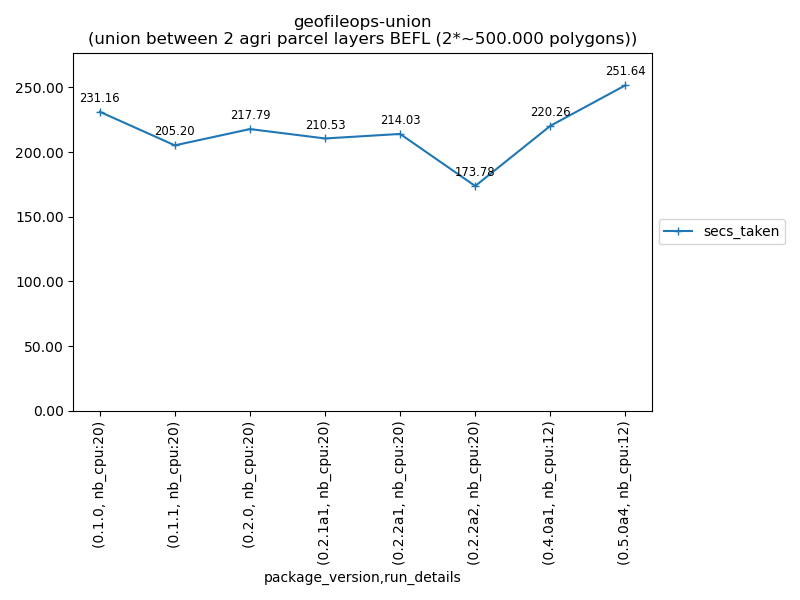 geofileops-union
(union between 2 agri parcel layers BEFL (2*~500.000 polygons))
250.00
200.00
150.00
100.00
50.00
0.00
231.16
205.20
217.79
210.53
214.03
173.78
220.26
251.64
secs_taken
(0.1.0, nb_cpu:20)
(0.1.1, nb_cpu:20)
(0.2.0, nb_cpu:20)
(0.2.1a1, nb_cpu:20)
(0.2.2a1, nb_cpu:20)
(0.2.2a2, nb_cpu:20)
(0.4.0a1, nb_cpu:12)
(0.5.0a4, nb_cpu:12)
package_version,run_details